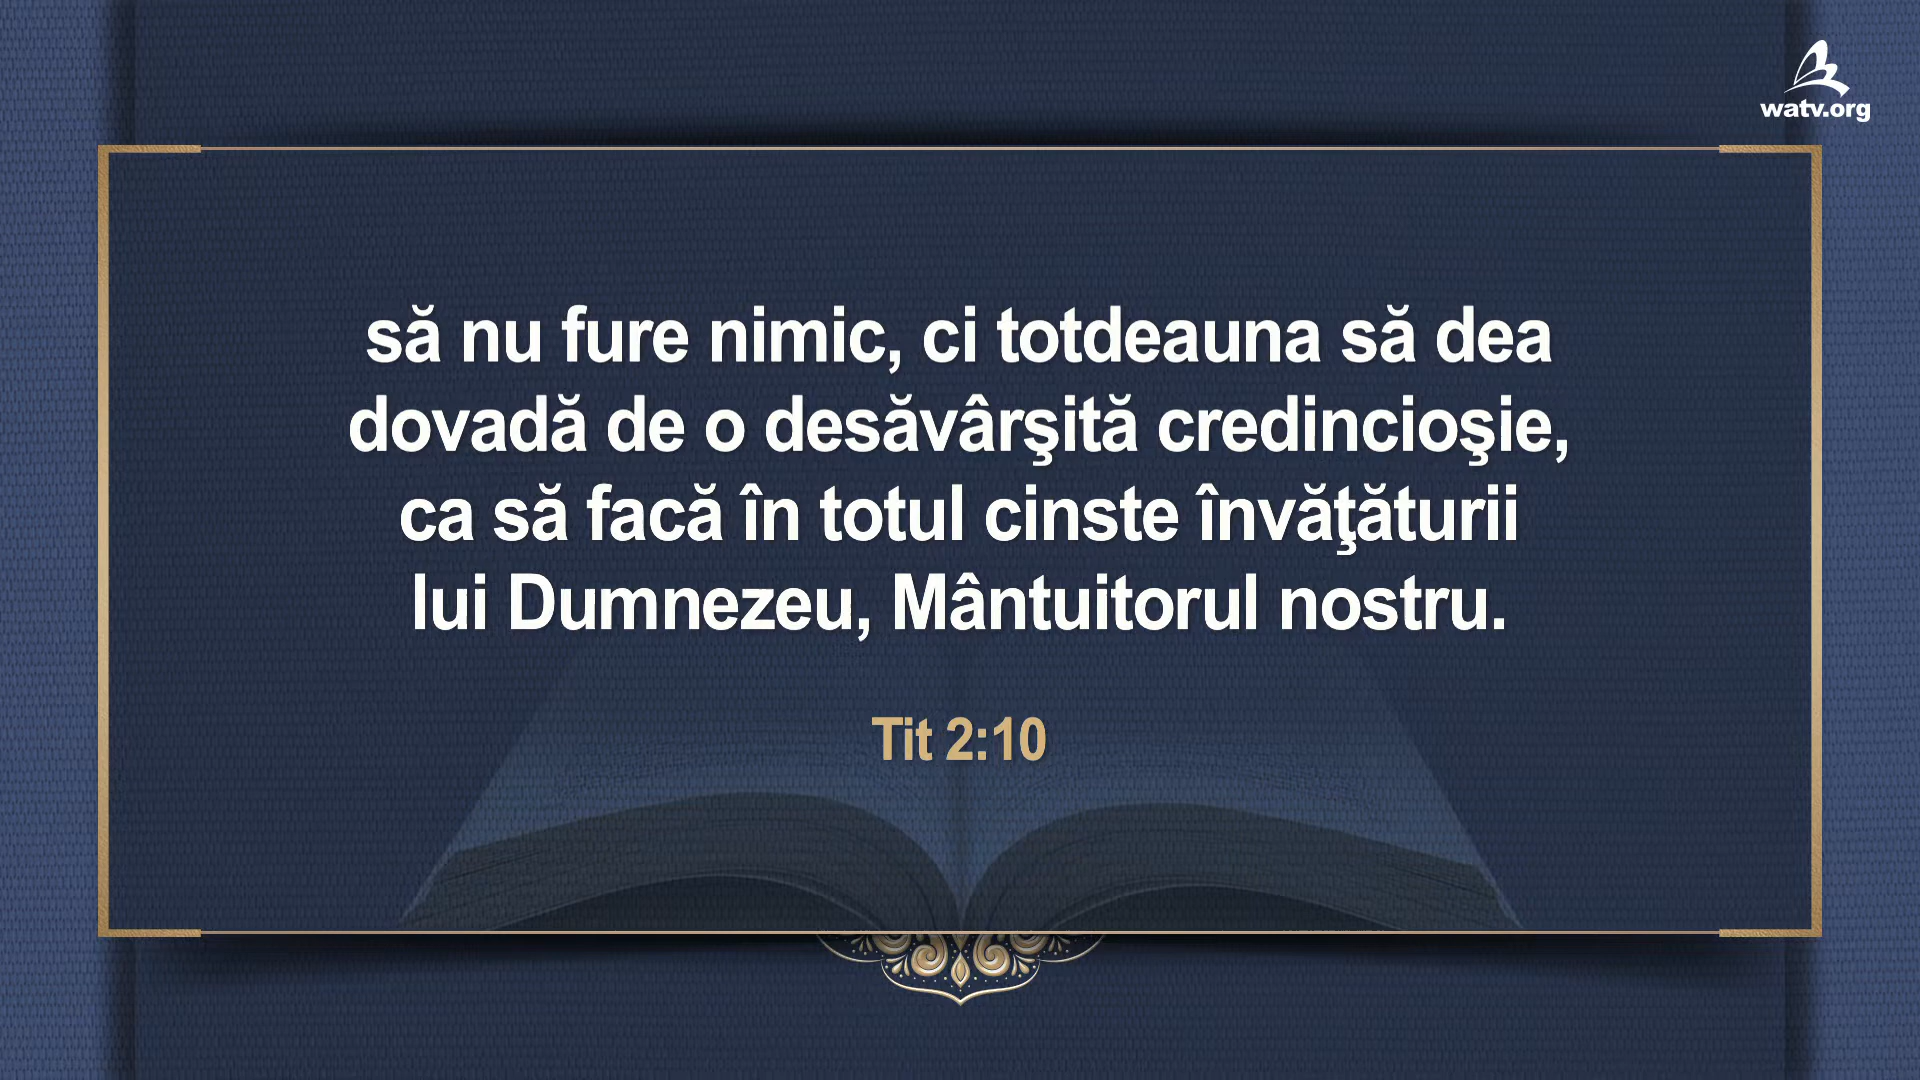 watv.org
să nu fure nimic, ci totdeauna să dea
dovadă de o desăvârşită credincioşie,
ca să facă în totul cinste învăţăturii
lui Dumnezeu, Mântuitorul nostru.
Tit 2:10